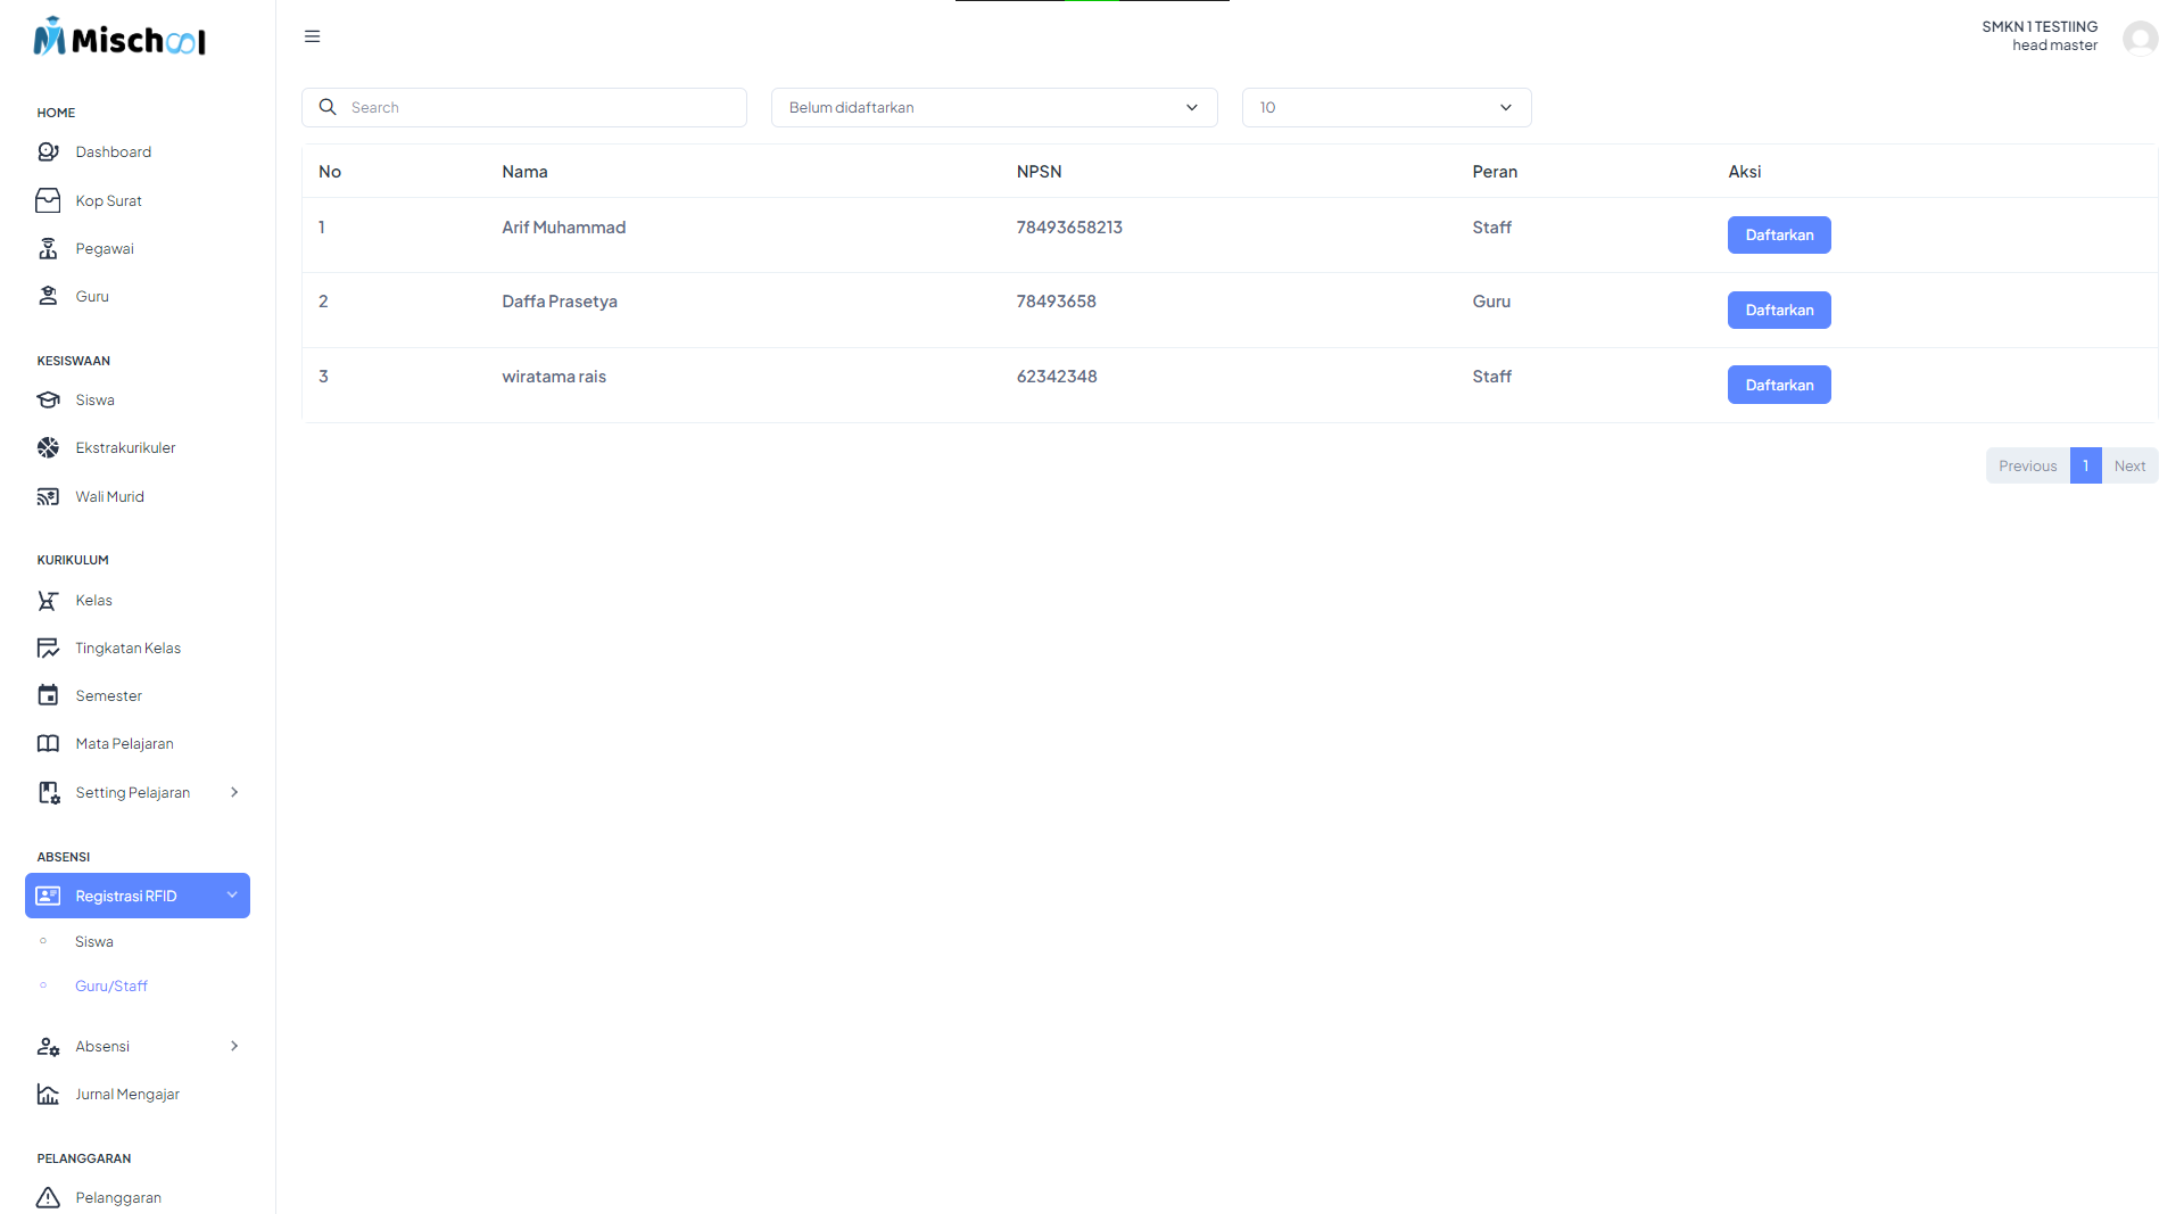 Mischool
SMKN 1 TESTIING
head master
Search
Belum didaftarkan
10
HOME
Dashboard
Kop Surat
Pegawai
Guru
KESISWAAN
Siswa
Ekstrakurikuler
Wali Murid
KURIKULUM
Kelas
Tingkatan Kelas
Semester
Mata Pelajaran
Setting Pelajaran
ABSENSI
Registrasi RFID
Siswa
Guru/Staff
Absensi
Jurnal Mengajar
PELANGGARAN
Pelanggaran
No Nama NPSN Peran Aksi
1 Arif Muhammad 78493658213 Staff Daftarkan
2 Daffa Prasetya 78493658 Guru Daftarkan
3 wiratama rais 62342348 Staff Daftarkan
Previous 1 Next